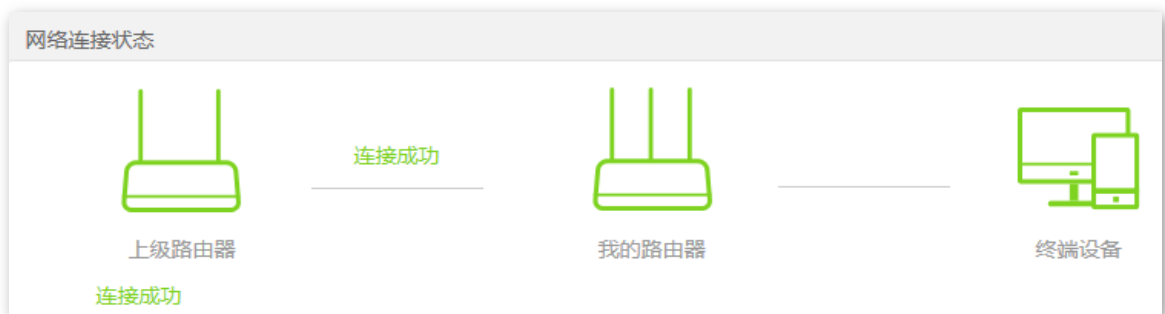 网络连接状态
连接成功
上级路由器
我的路由器
终端设备
连接成功